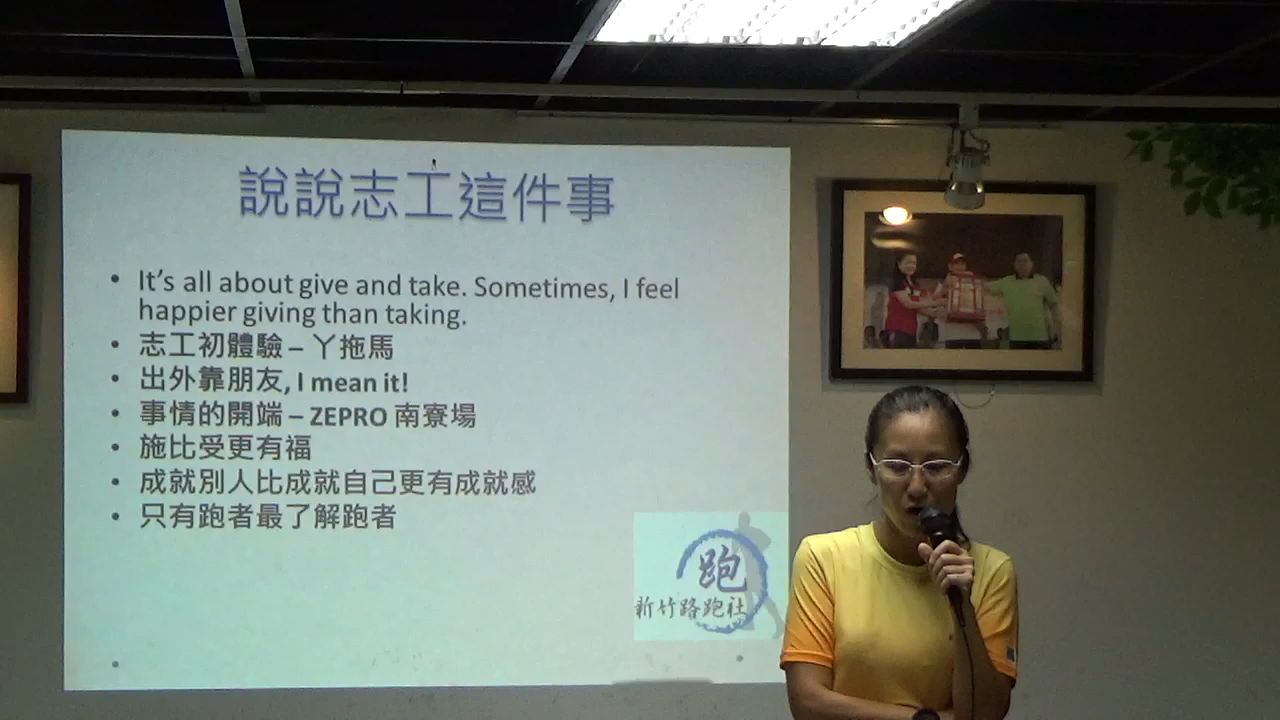 說說志工這件事
• It's all about give and take. Sometimes, I feel
happier giving than taking.
• 志工初體驗 – ㄚ拖馬
• 出外靠朋友, I mean it!
• 事情的開端 – ZEPRO 南寮場
• 施比受更有福
• 成就別人比成就自己更有成就感
• 只有跑者最了解跑者
跑
新竹路跑社